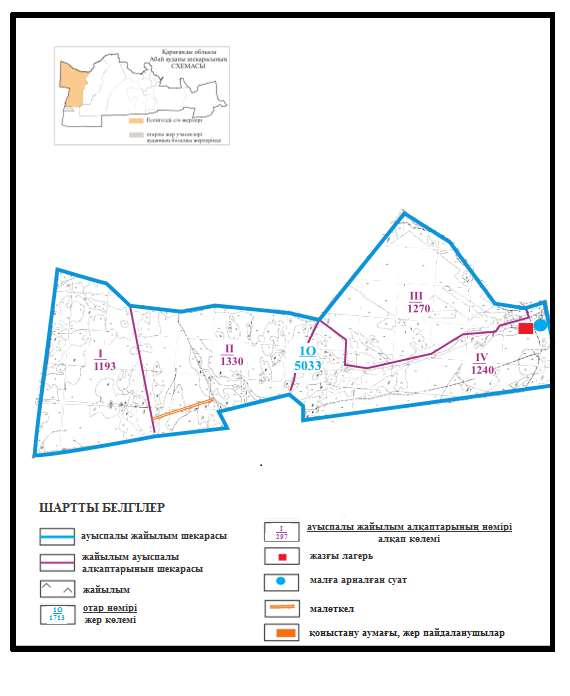 Қарағанды облысы
Абай ауданы шекарасының
СХЕМАСЫ
III
1270
I
1193
II
1330
1О
5033
IV
1240
ШАРТТЫ БЕЛГІЛЕР
ауыспалы жайылым шекарасы
жайылым ауыспалы
алқаптарының шекарасы
жайылым
1О
1713
отар нөмірі
жер көлемі
I
297
ауыспалы жайылым алқаптарының нөмірі
алқап көлемі
жазғы лагерь
малға арналған суат
малөткел
қоныстану аумағы, жер пайдаланушылар